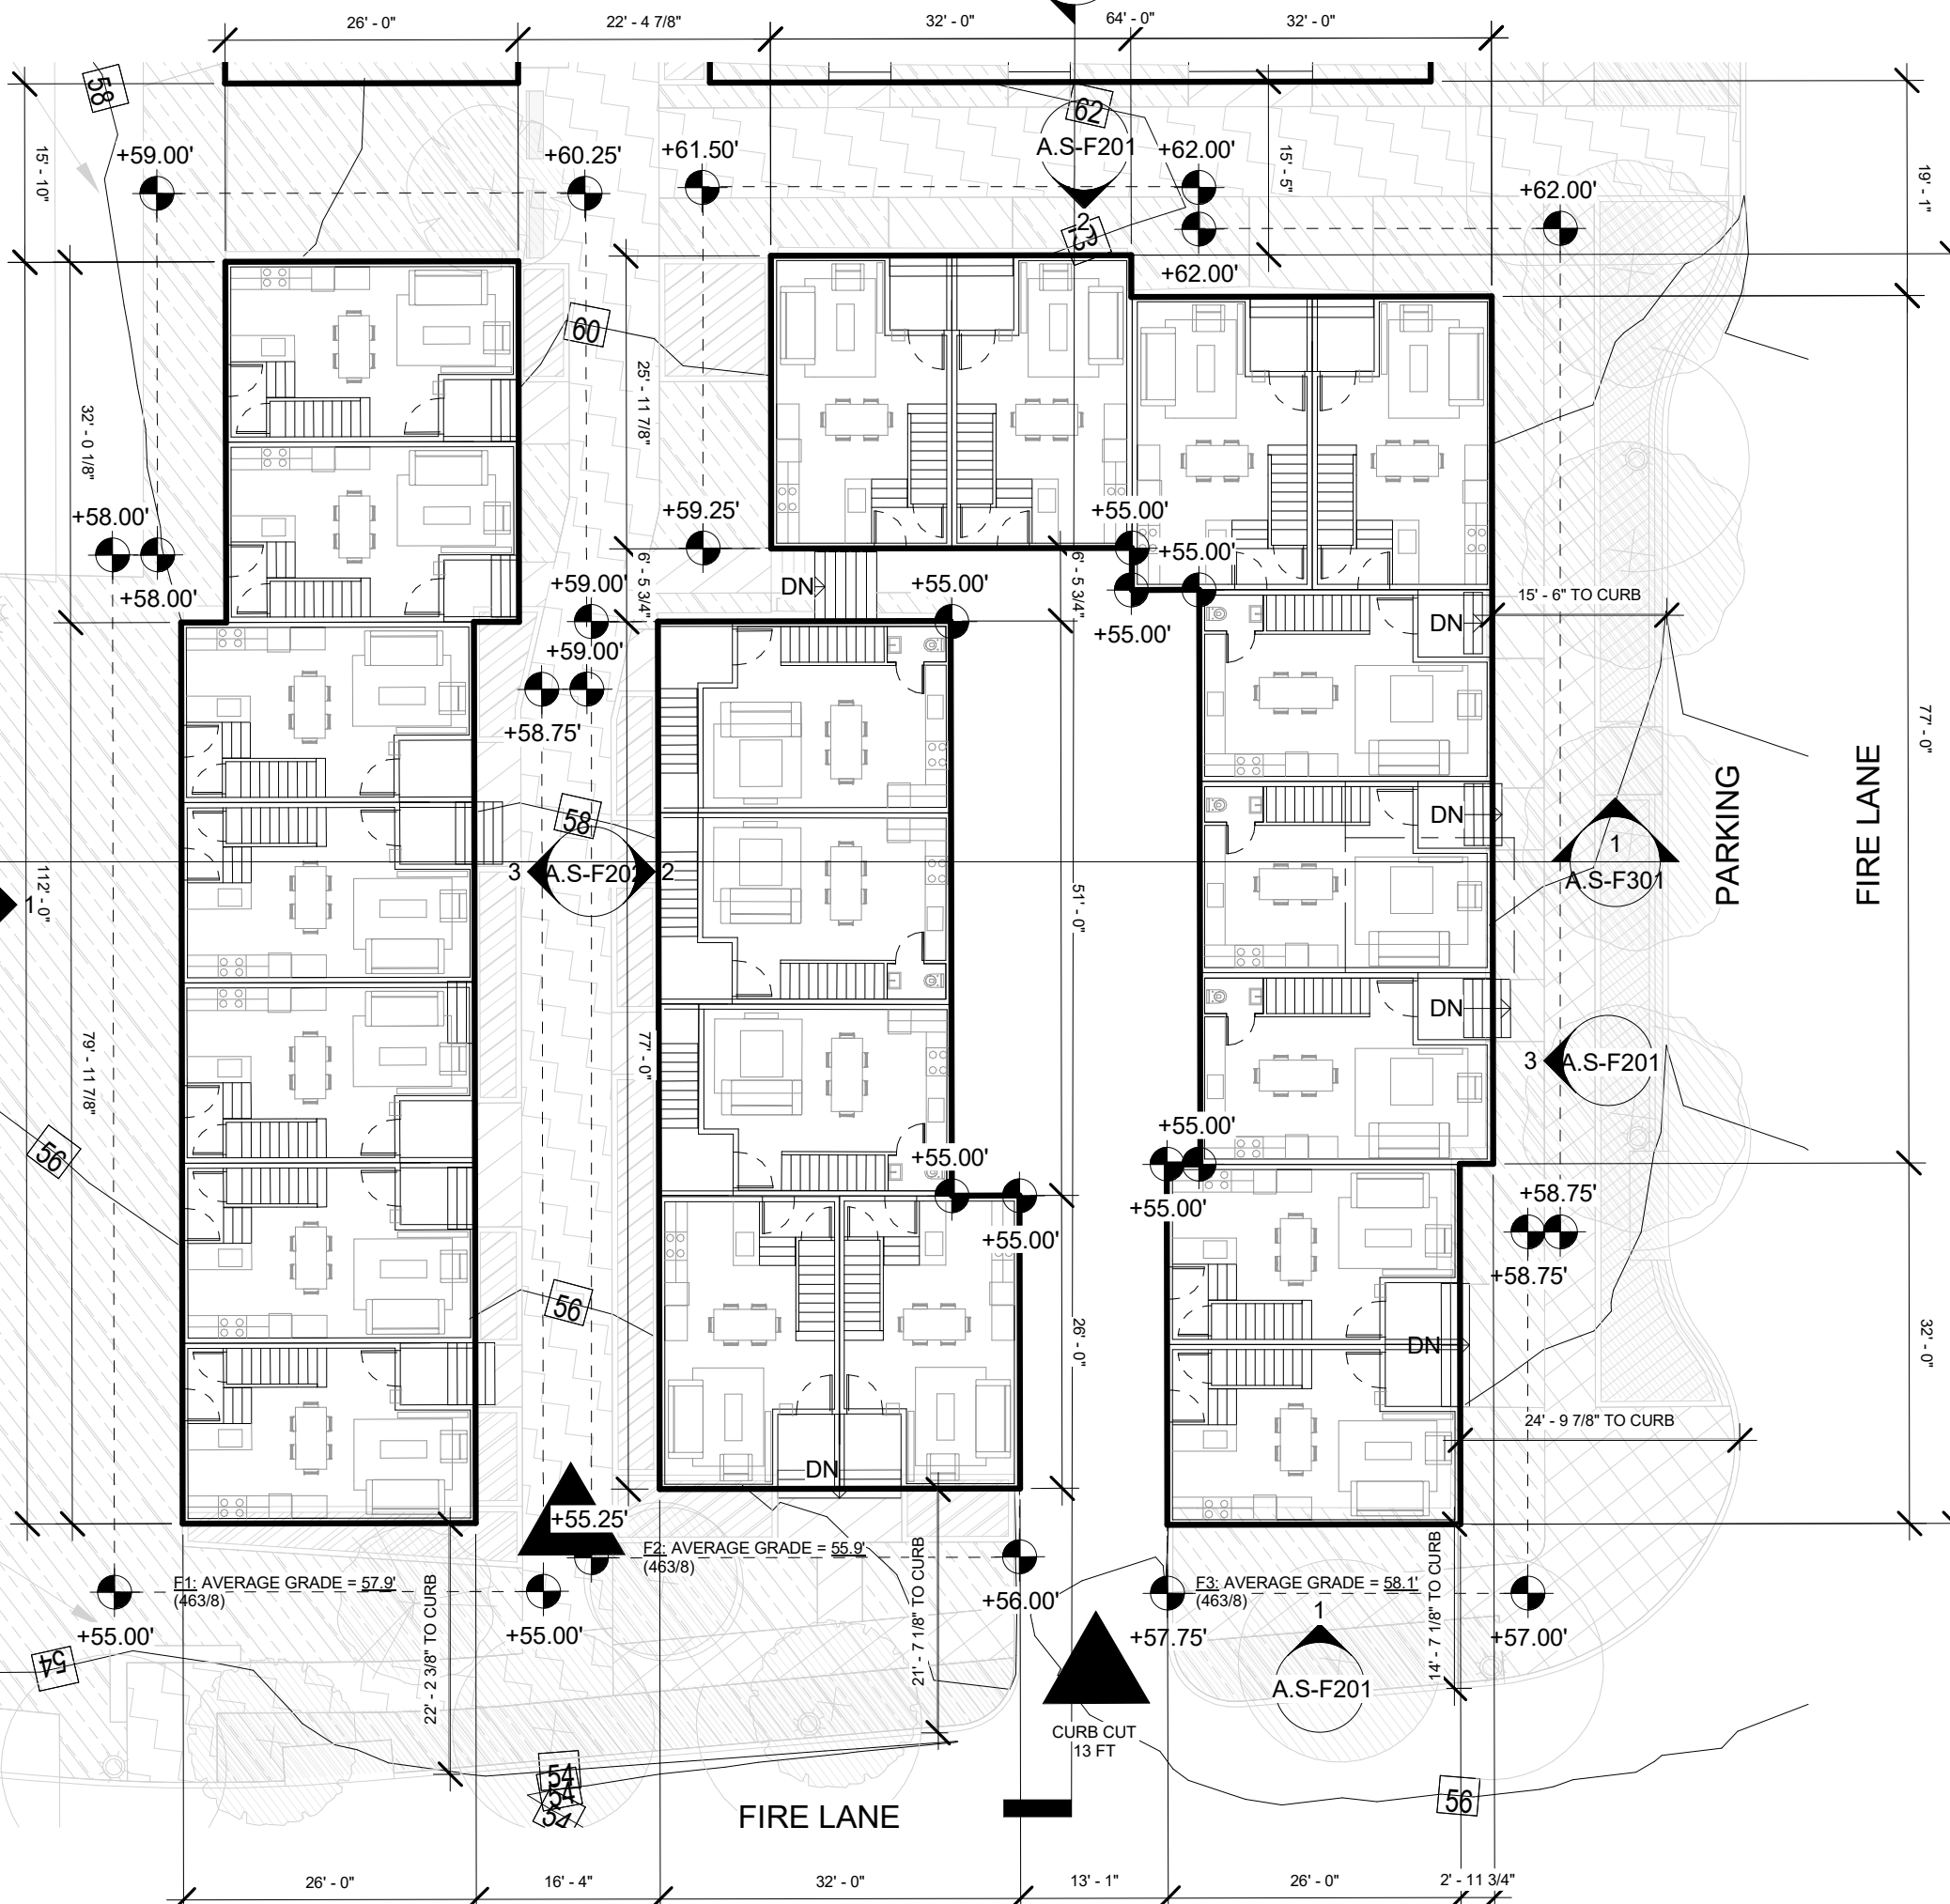 26' - 0"
22' - 4 7/8"
32' - 0"
64' - 0"
32' - 0"
58
15' - 10"
+59.00'
+60.25'
+61.50'
62
A.S-F201
2
+62.00'
15' - 5"
+62.00'
19' - 1"
+62.00'
60
25' - 11 7/8"
32' - 0 1/8"
+58.00'
+58.00'
+59.25'
+55.00'
+55.00'
+59.00'
6' - 5 3/4"
DN
+55.00'
6' - 5 3/4"
+55.00'
15' - 6" TO CURB
DN
+59.00'
+58.75'
77' - 0"
58
3
A.S-F202
2
DN
1
A.S-F301
PARKING
FIRE LANE
1
112' - 0"
51' - 0"
DN
79' - 11 7/8"
77' - 0"
3
A.S-F201
56
+55.00'
+55.00'
+55.00'
+55.00'
+58.75'
+58.75'
56
26' - 0"
DN
32' - 0"
24' - 9 7/8" TO CURB
DN
+55.25'
F1: AVERAGE GRADE = 57.9'
(463/8)
F2: AVERAGE GRADE = 55.9'
(463/8)
F3: AVERAGE GRADE = 58.1'
(463/8)
+55.00'
+55.00'
22' - 2 3/8" TO CURB
21' - 7 1/8" TO CURB
+56.00'
+57.75'
1
A.S-F201
14' - 7 1/8" TO CURB
+57.00'
54
CURB CUT
13 FT
54
54
54
FIRE LANE
56
26' - 0"
16' - 4"
32' - 0"
13' - 1"
26' - 0"
2' - 11 3/4"